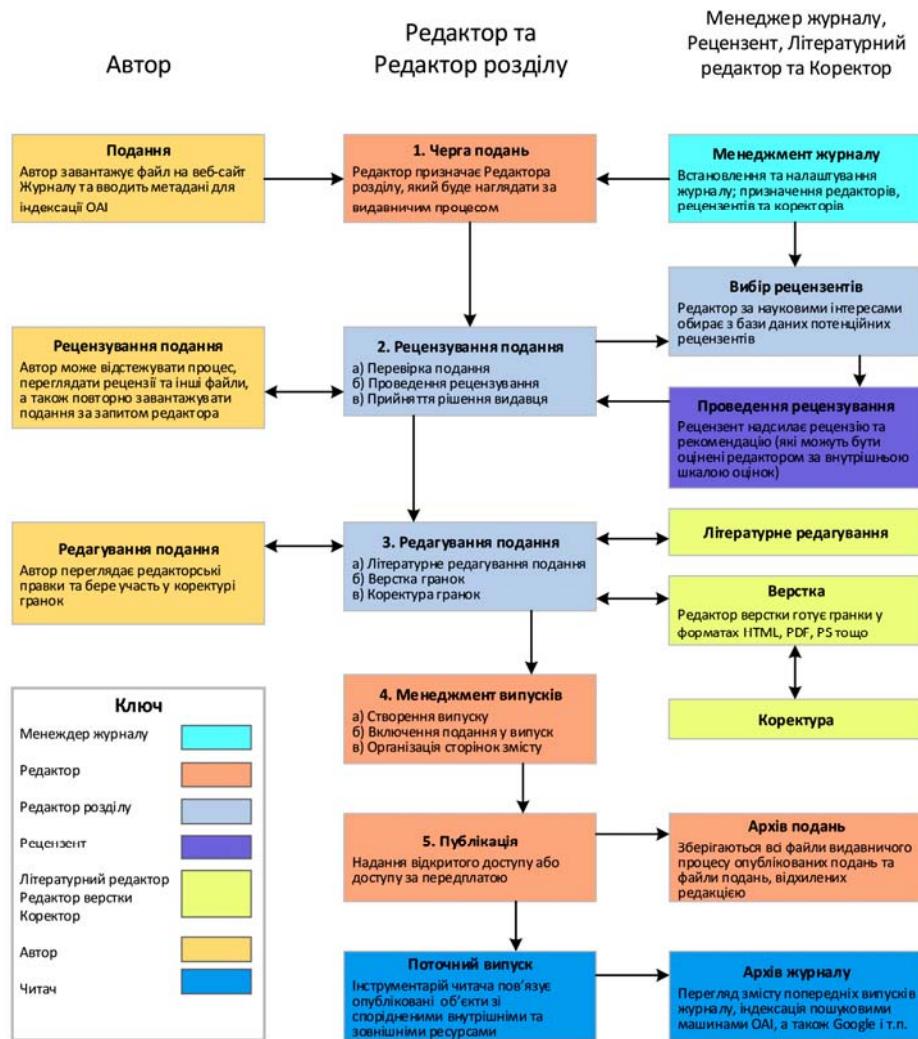 Автор
Редактор та
Редактор розділу
Менеджер журналу,
Рецензент, Літературний
редактор та Коректор
Подання
Автор завантажує файл на веб-сайт
Журналу та вводить метадані для
індексації OAI
1. Черга подань
Редактор призначає Редактора
розділу, який буде наглядати за
видавничим процесом
Менеджмент журналу
Встановлення та налаштування
журналу; призначення редакторів,
рецензентів та коректорів
Вибір рецензентів
Редактор за науковими інтересами
обирає з бази даних потенційних
рецензентів
Рецензування подання
Автор може відстежувати процес,
переглядати рецензії та інші файли,
а також повторно завантажувати
подання за запитом редактора
2. Рецензування подання
а) Перевірка подання
б) Проведення рецензування
в) Прийняття рішення видавця
Проведення рецензування
Рецензент надсилає рецензію та
рекомендацію (які можуть бути
оцінені редактором за внутрішньою
шкалою оцінок)
Редагування подання
Автор переглядає редакторські
правки та бере участь у коректурі
гранок
3. Редагування подання
а) Літературне редагування подання
б) Верстка гранок
в) Коректура гранок
Літературне редагування
Верстка
Редактор верстки готує гранки у
форматах HTML, PDF, PS тощо
Коректура
4. Менеджмент випусків
а) Створення випуску
б) Включення подання у випуск
в) Організація сторінок змісту
5. Публікація
Надання відкритого доступу або
доступу за передплатою
Архів подань
Зберігаються всі файли видавничого
процесу опублікованих подань та
файли подань, відхилених
редакцією
Поточний випуск
Інструментарій читача пов'язує
опубліковані об'єкти зі
спорідненими внутрішніми та
зовнішніми ресурсами
Архів журналу
Перегляд змісту попередніх випусків
журналу, індексація пошуковими
машинами OAI, а також Google і т.п.
Ключ
Менеждер журналу
Редактор
Редактор розділу
Рецензент
Літературний редактор
Редактор верстки
Коректор
Автор
Читач